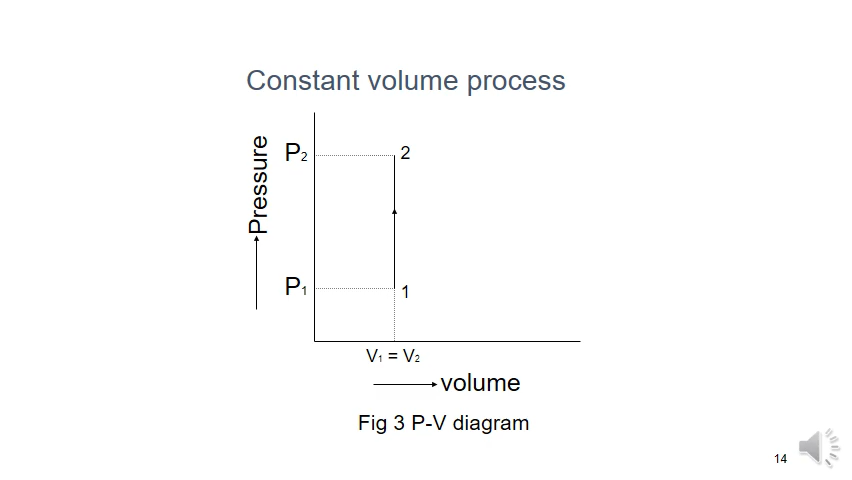 Constant volume process
Pressure
P₂
2
P₁
1
V₁ = V₂
volume
Fig 3 P-V diagram
14